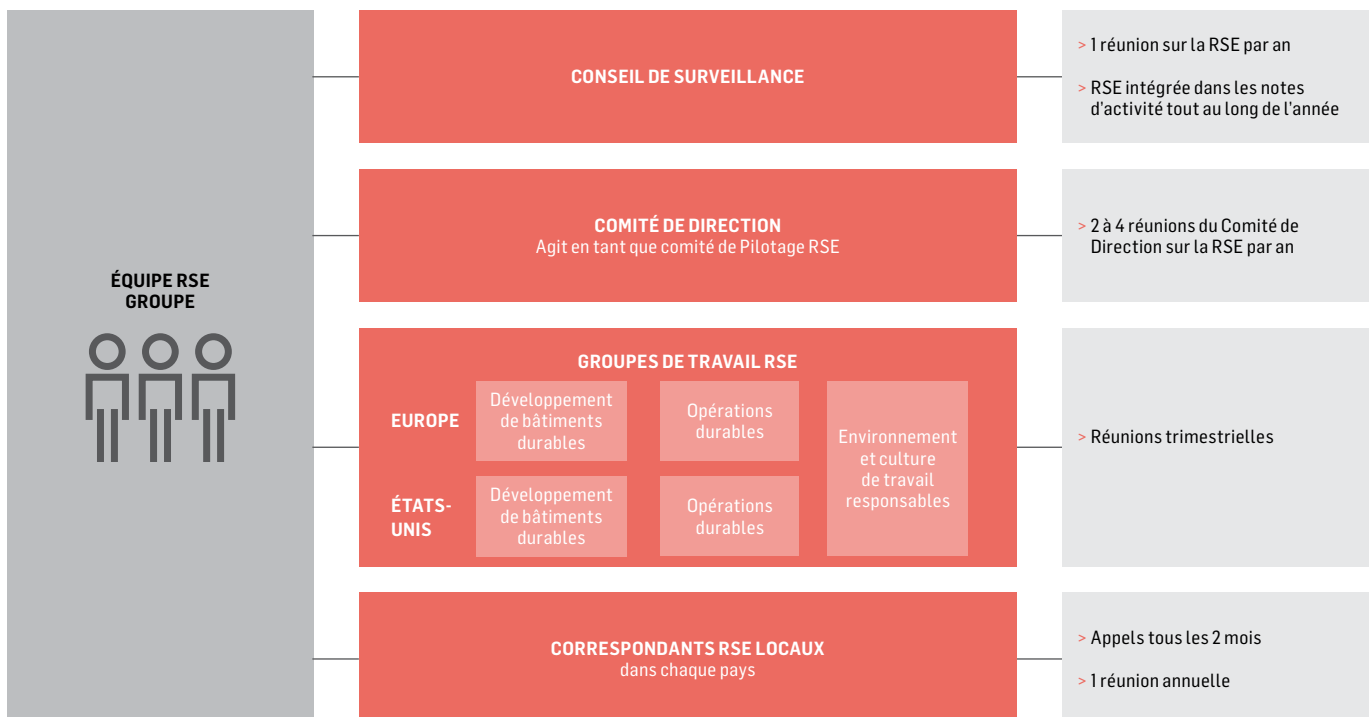 ÉQUIPE RSE
GROUPE
CONSEIL DE SURVEILLANCE
> 1 réunion sur la RSE par an
> RSE intégrée dans les notes
d'activité tout au long de l'année
COMITÉ DE DIRECTION
Agit en tant que comité de Pilotage RSE
> 2 à 4 réunions du Comité de
Direction sur la RSE par an
GROUPES DE TRAVAIL RSE
EUROPE
Développement
de bâtiments
durables
Opérations
durables
ÉTATS-
UNIS
Développement
de bâtiments
durables
Opérations
durables
Environnement
et culture
de travail
responsables
> Réunions trimestrielles
CORRESPONDANTS RSE LOCAUX
dans chaque pays
> Appels tous les 2 mois
> 1 réunion annuelle